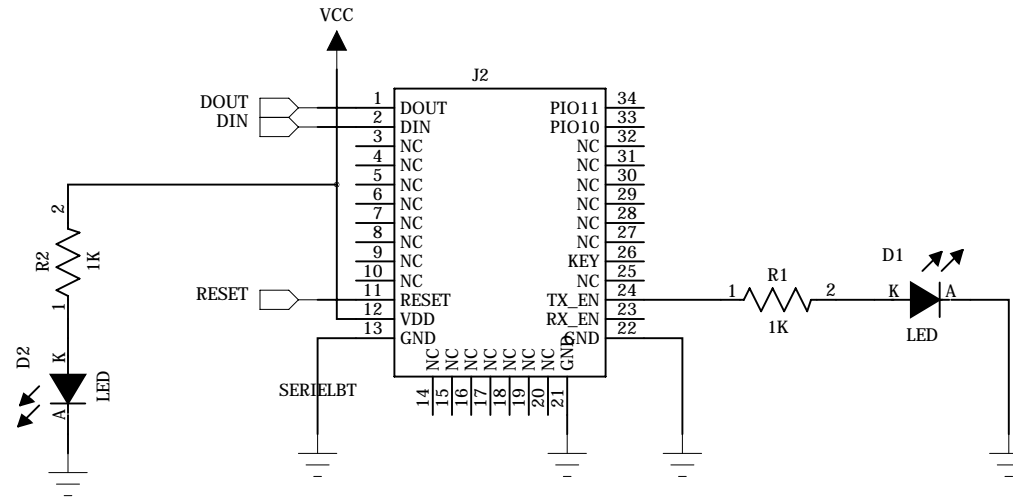 VCC
J2
DOUT
DIN
RESET
1 DOUT
2 DIN
3 NC
4 NC
5 NC
6 NC
7 NC
8 NC
9 NC
10 NC
11 RESET
12 VDD
13 GND
PIO11 34
PIO10 33
NC 32
NC 31
NC 30
NC 29
NC 28
NC 27
KEY 26
NC 25
TX_EN 24
RX_EN 23
GND 22
NC 14
NC 15
NC 16
NC 17
NC 18
NC 19
NC 20
GND 21
SERIELBT
2
R2
1K
1
D2
K
A
LED
1
R1
2
1K
D1
K
A
LED